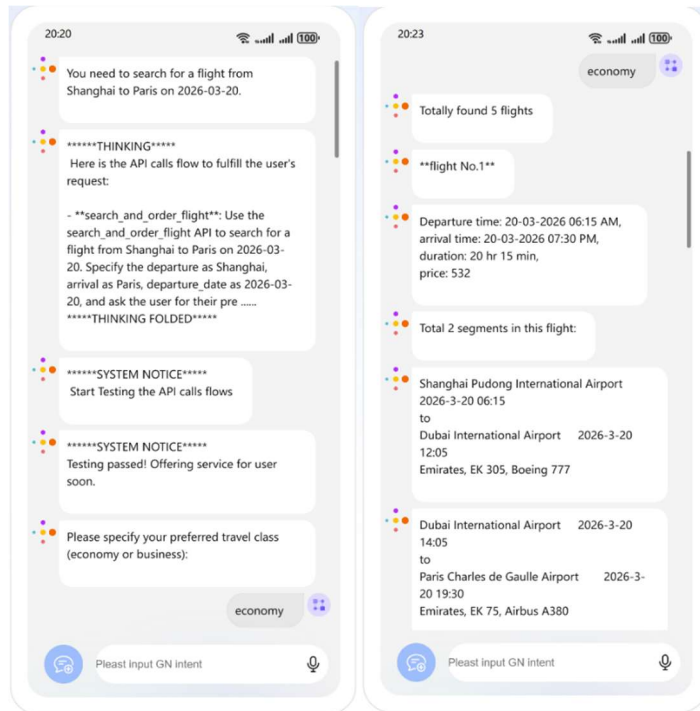 20:20
100
You need to search for a flight from
Shanghai to Paris on 2026-03-20.
******THINKING*****
Here is the API calls flow to fulfill the user's
request:
- **search_and_order_flight**: Use the
search_and_order_flight API to search for a
flight from Shanghai to Paris on 2026-03-
20. Specify the departure as Shanghai,
arrival as Paris, departure_date as 2026-03-
20, and ask the user for their pre ......
*****THINKING FOLDED*****
******SYSTEM NOTICE*****
Start Testing the API calls flows
******SYSTEM NOTICE*****
Testing passed! Offering service for user
soon.
Please specify your preferred travel class
(economy or business):
economy
Pleast input GN intent
20:23
100
economy
Totally found 5 flights
**flight No.1**
Departure time: 20-03-2026 06:15 AM,
arrival time: 20-03-2026 07:30 PM,
duration: 20 hr 15 min,
price: 532
Total 2 segments in this flight:
Shanghai Pudong International Airport
2026-3-20 06:15
to
Dubai International Airport 2026-3-20
12:05
Emirates, EK 305, Boeing 777
Dubai International Airport 2026-3-20
14:05
to
Paris Charles de Gaulle Airport 2026-3-
20 19:30
Emirates, EK 75, Airbus A380
Pleast input GN intent